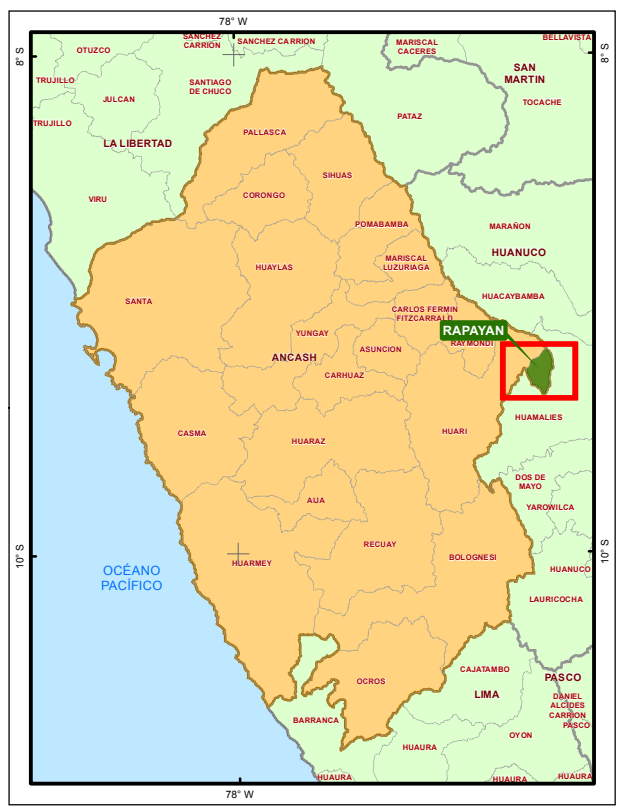 78° W
SANCHEZ
CARRION
SANCHEZ CARRION
MARISCAL
CACERES
BELLAVISTA
8° S
8° S
OTUZCO
SAN
MARTIN
TRUJILLO
JULCAN
SANTIAGO
DE CHUCO
PATAZ
TOCACHE
TRUJILLO
LA LIBERTAD
PALLASCA
SIHUAS
VIRU
CORONGO
POMABAMBA
MARAÑON
HUANUCO
MARISCAL
LUZURIAGA
HUAYLAS
SANTA
HUACAYBAMBA
CARLOS FERMIN
FITZCARRALD
RAPAYAN
RAYMONDI
YUNGAY
ASUNCION
ANCASH
CARHUAZ
HUAMALIES
CASMA
HUARAZ
HUARI
DOS DE
MAYO
YAROWILCA
AIJA
RECUAY
BOLOGNESI
10° S
10° S
HUARMEY
OCÉANO
PACÍFICO
HUANUCO
LAURICOCHA
CAJATAMBO
PASCO
OCROS
LIMA
DANIEL
ALCIDES
CARRION
PASCO
BARRANCA
OYON
HUAURA
HUAURA
HUAURA
HUAURA
78° W